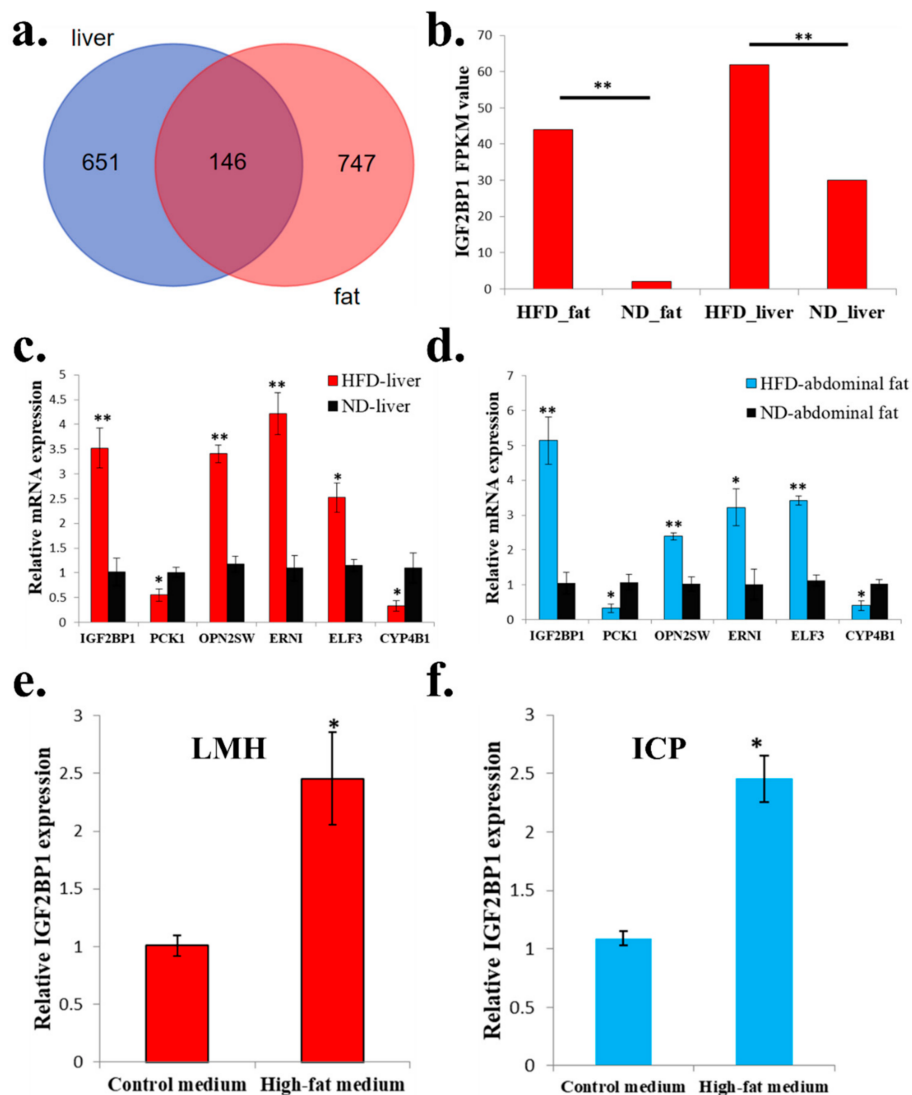 a.
liver
651
146
747
fat
b.
IGF2BP1 FPKM value
70
60
50
40
30
20
10
0
**
**
HFD_fat ND_fat HFD_liver ND_liver
c.
Relative mRNA expression
5
4.5
4
3.5
3
2.5
2
1.5
1
0.5
0
HFD-liver
ND-liver
**
*
**
**
*
*
IGF2BP1 PCK1 OPN2SW ERNI ELF3 CYP4B1
d.
Relative mRNA expression
7
6
5
4
3
2
1
0
HFD-abdominal fat
ND-abdominal fat
**
*
**
*
**
*
IGF2BP1 PCK1 OPN2SW ERNI ELF3 CYP4B1
e.
Relative IGF2BP1 expression
3
2.5
2
1.5
1
0.5
0
LMH
*
Control medium High-fat medium
f.
Relative IGF2BP1 expression
3
2.5
2
1.5
1
0.5
0
ICP
*
Control medium High-fat medium